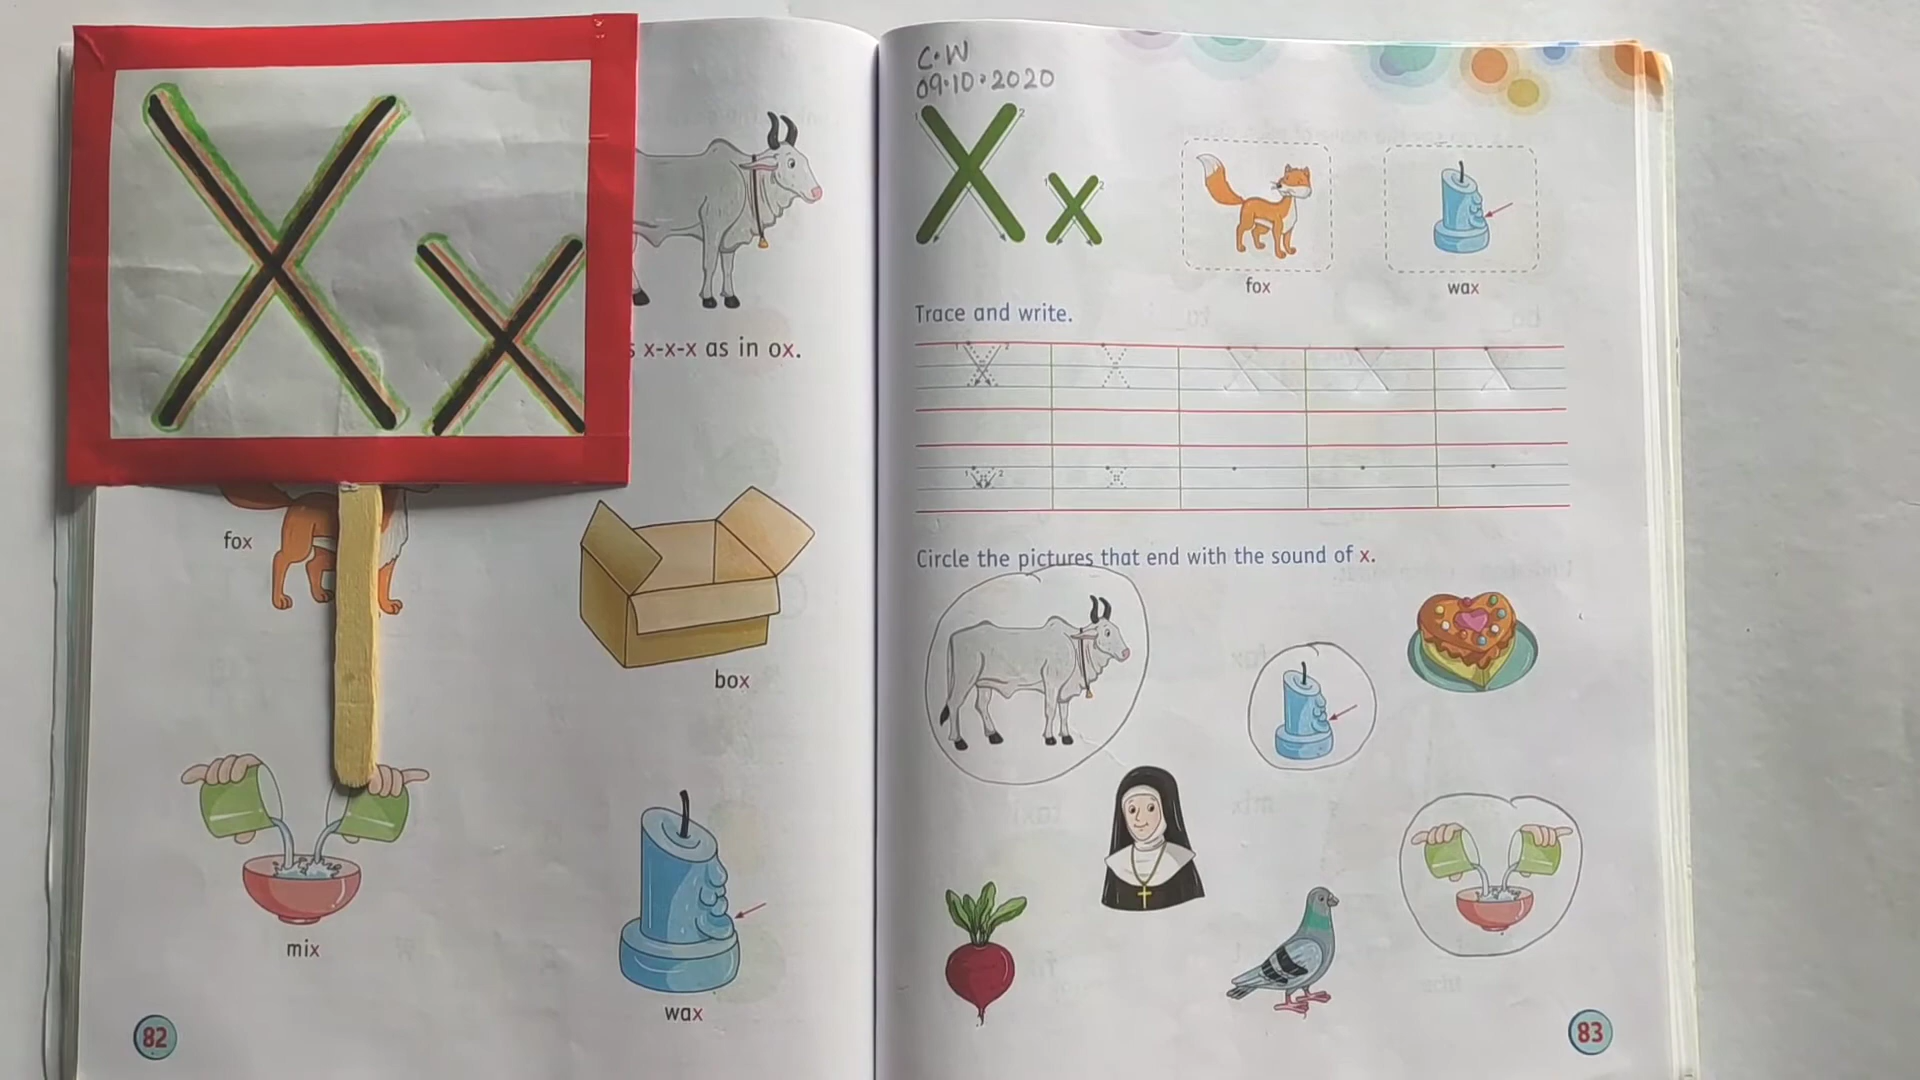 X x
s x-x-x as in ox.
fox
box
mix
wax
82
C.W
09.10.2020
X x
fox
wax
Trace and write.
X X
x x
Circle the pictures that end with the sound of x.
83